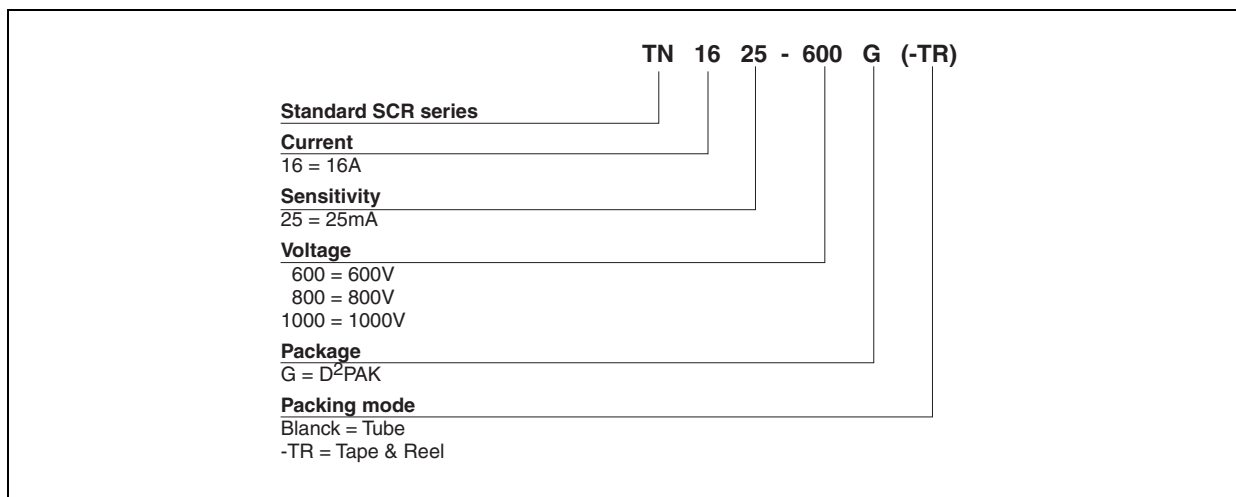 TN 16 25 - 600 G (-TR)
Standard SCR series
Current
16 = 16A
Sensitivity
25 = 25mA
Voltage
600 = 600V
800 = 800V
1000 = 1000V
Package
G = D²PAK
Packing mode
Blanck = Tube
-TR = Tape & Reel